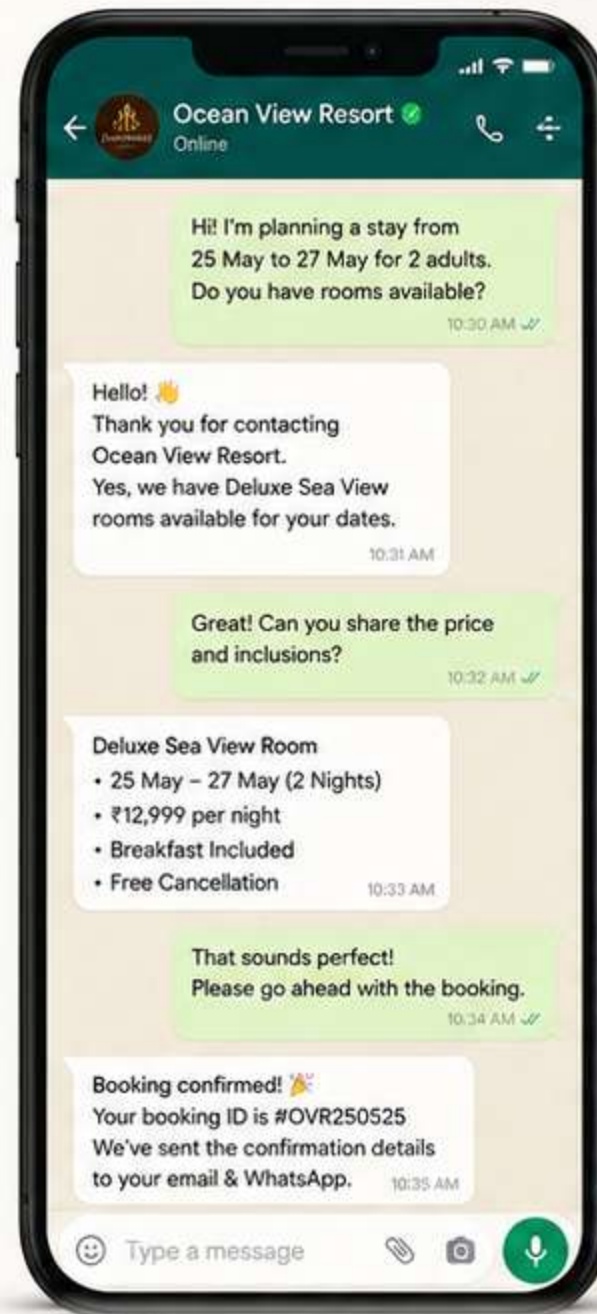 Ocean View Resort
Online
Hi! I'm planning a stay from
25 May to 27 May for 2 adults.
Do you have rooms available?
10:30 AM
Hello! 👋
Thank you for contacting
Ocean View Resort.
Yes, we have Deluxe Sea View
rooms available for your dates.
10:31 AM
Great! Can you share the price
and inclusions?
10:32 AM
Deluxe Sea View Room
• 25 May – 27 May (2 Nights)
• ₹12,999 per night
• Breakfast Included
• Free Cancellation
10:33 AM
That sounds perfect!
Please go ahead with the booking.
10:34 AM
Booking confirmed! 🎉
Your booking ID is #OVR250525
We've sent the confirmation details
to your email & WhatsApp.
10:35 AM
Type a message